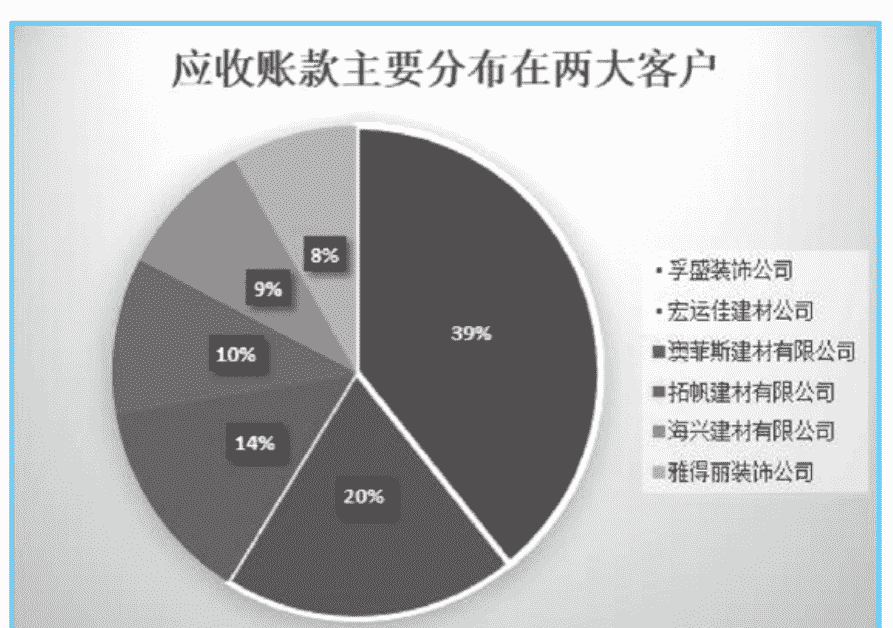 应收账款主要分布在两大客户
8%
39%
9%
10%
14%
20%
孚盛装饰公司
宏运佳建材公司
澳菲斯建材有限公司
拓帆建材有限公司
海兴建材有限公司
雅得丽装饰公司